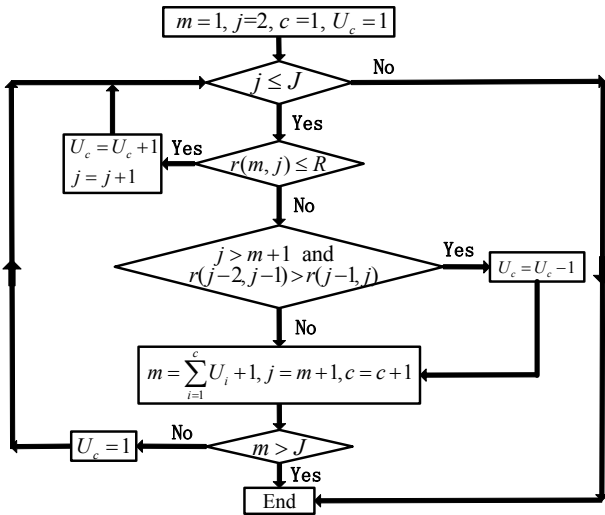 m=1, j=2, c=1, U_c=1
j ≤ J
No
Yes
U_c=U_c+1
j=j+1
Yes
r(m, j) ≤ R
No
j>m+1 and
r(j−2, j−1)>r(j−1, j)
Yes
U_c=U_c−1
No
m=∑_{i=1}^{c} U_i+1, j=m+1, c=c+1
U_c=1
No
m>J
Yes
End